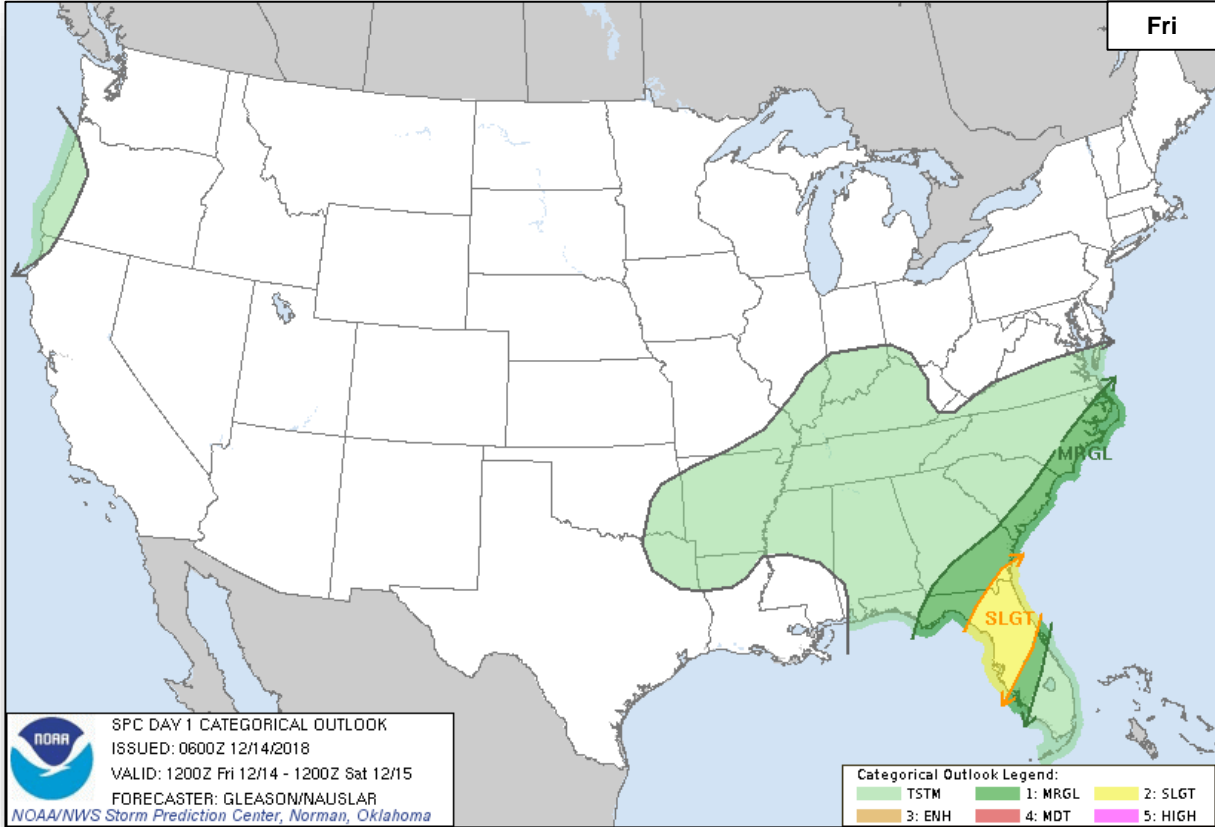 Fri
MRGL
SLGT
NOAA
SPC DAY 1 CATEGORICAL OUTLOOK
ISSUED: 0600Z 12/14/2018
VALID: 1200Z Fri 12/14 - 1200Z Sat 12/15
FORECASTER: GLEASON/NAUSLAR
NOAA/NWS Storm Prediction Center, Norman, Oklahoma
Categorical Outlook Legend:
TSTM 1: MRGL 2: SLGT
3: ENH 4: MDT 5: HIGH